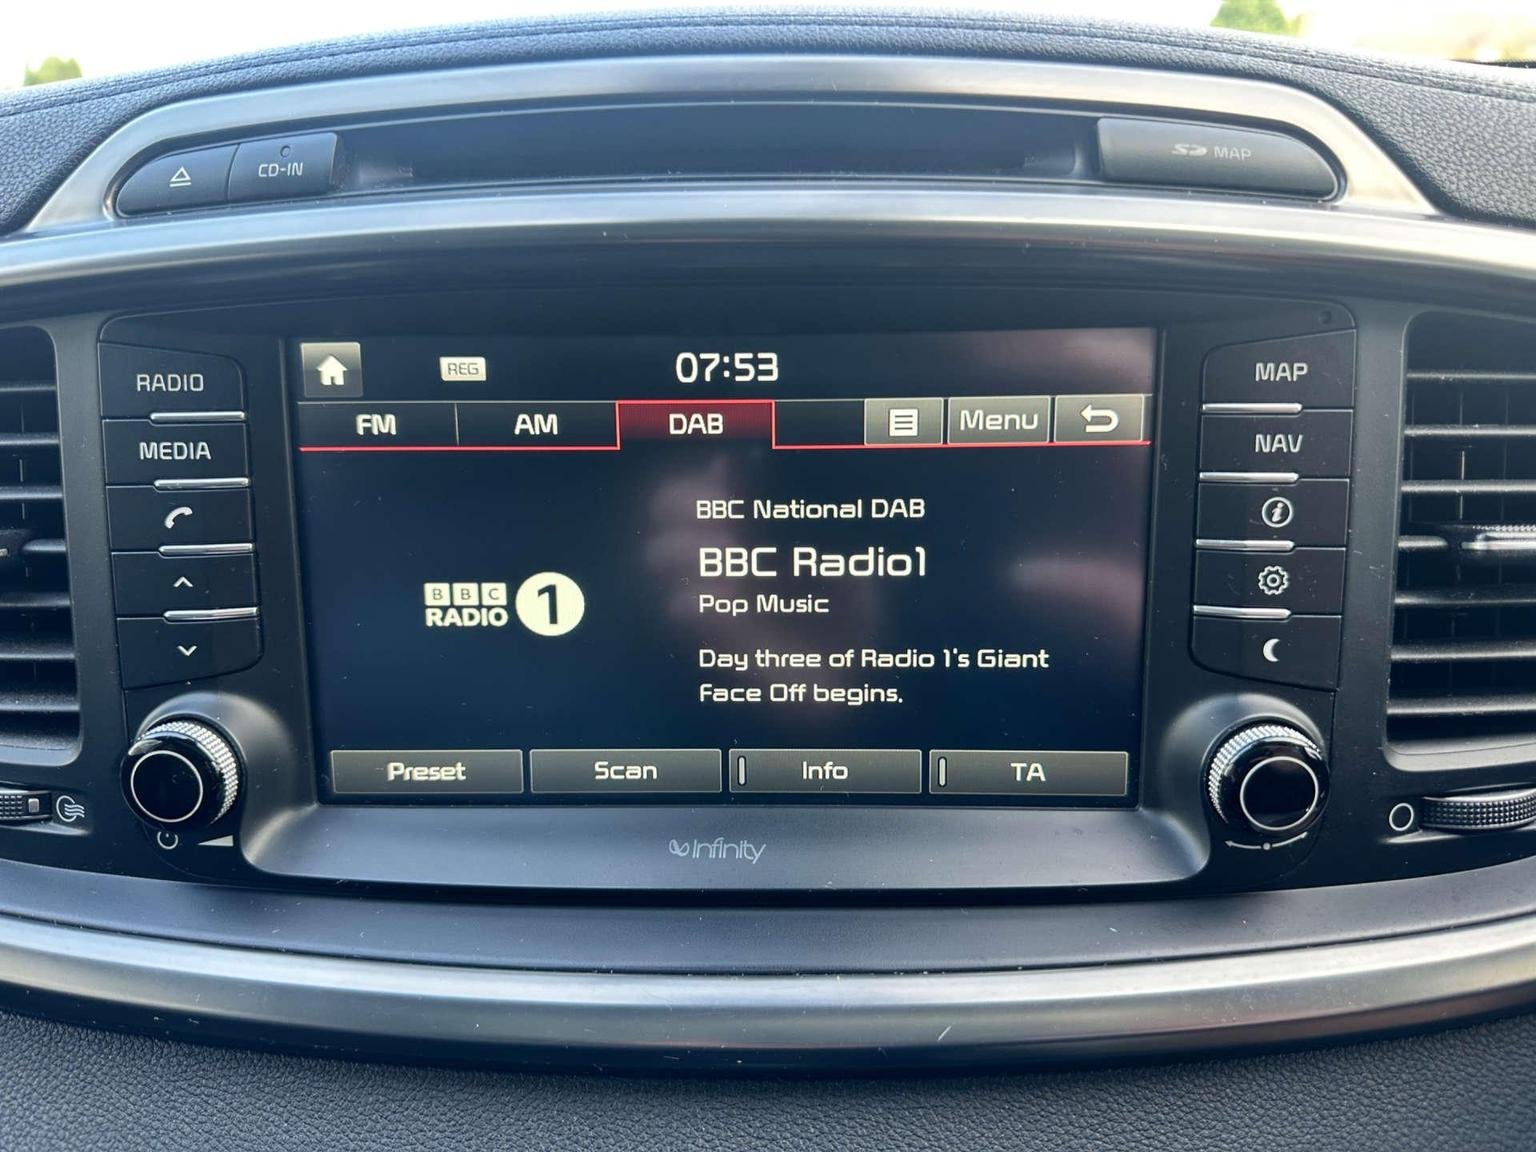 CD-IN
SD MAP
RADIO
MEDIA
REG
07:53
FM
AM
DAB
Menu
BBC National DAB
BBC Radio1
Pop Music
Day three of Radio 1's Giant
Face Off begins.
BBC
RADIO 1
Preset
Scan
Info
TA
MAP
NAV
Infinity